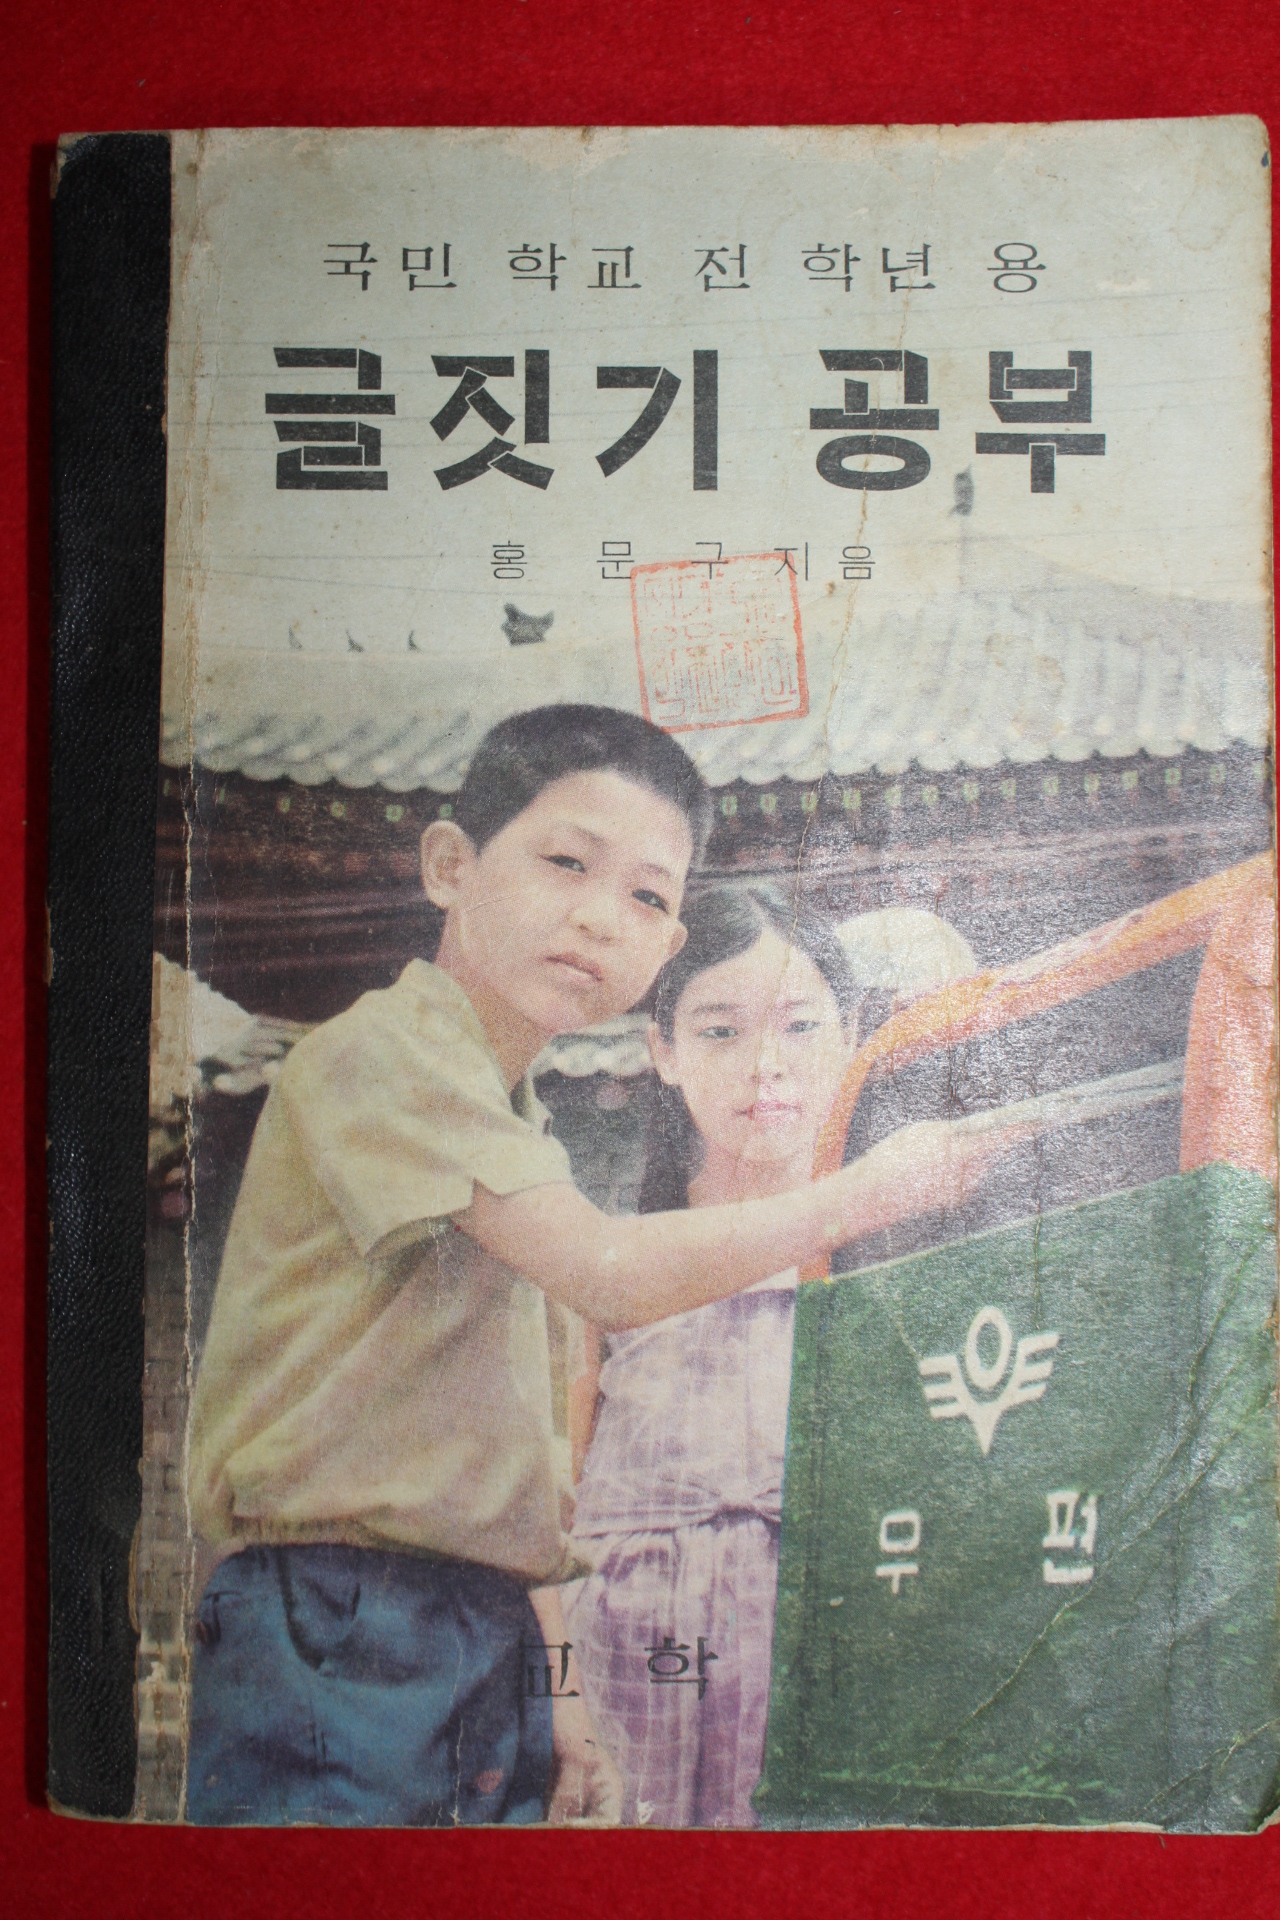 국민 학교 전 학년 용
글짓기 공부
홍 문 구 지음
우 편
교 학